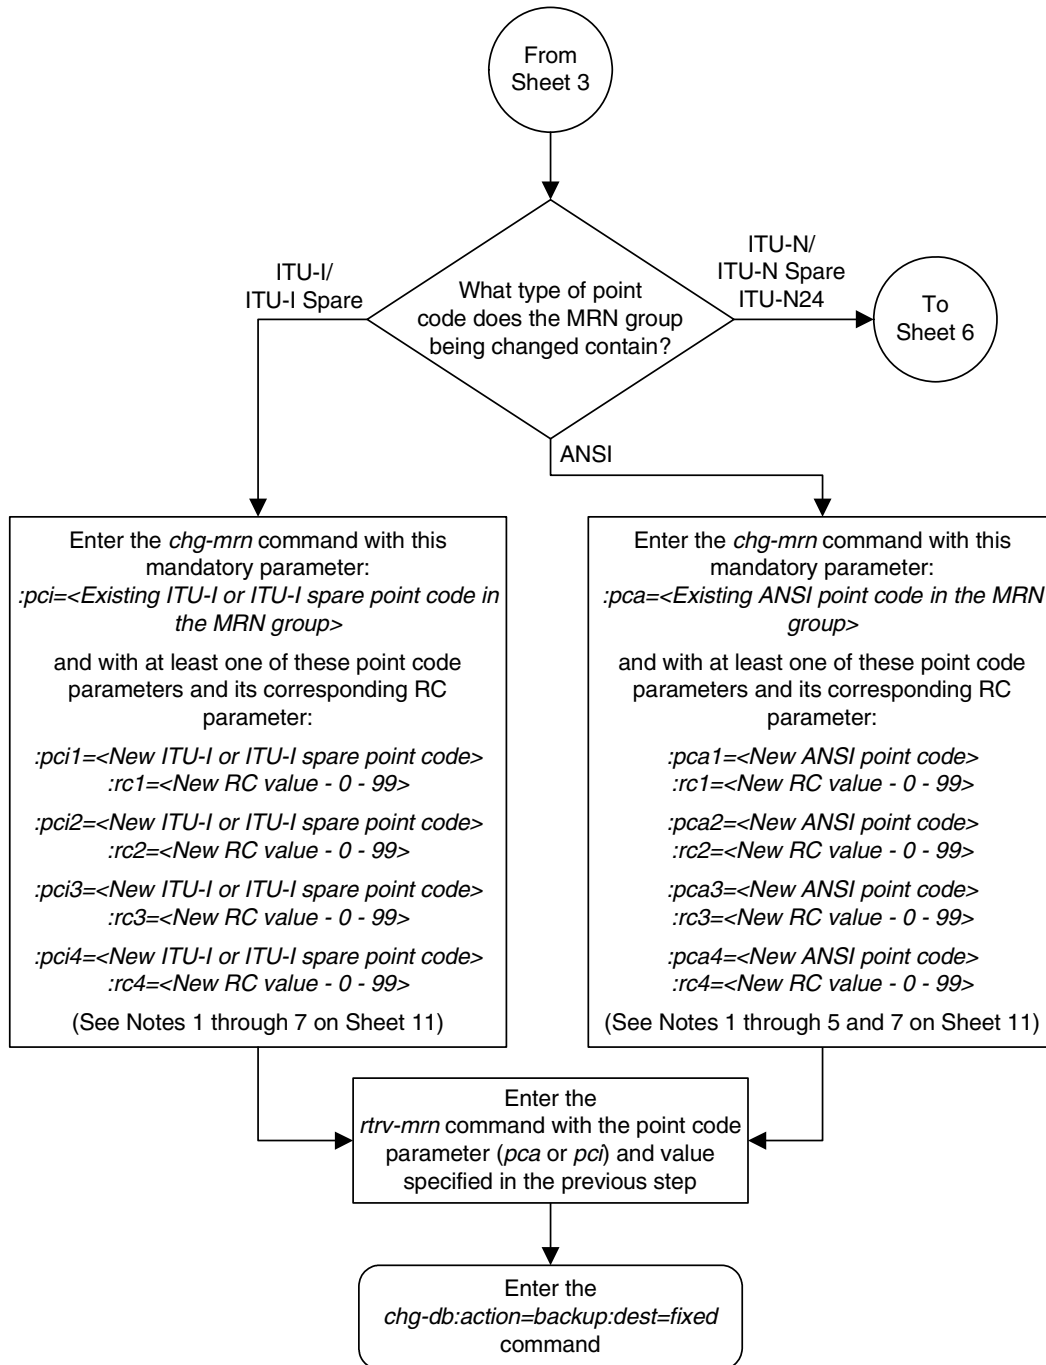 From
Sheet 3
What type of point
code does the MRN group
being changed contain?
ITU-I/
ITU-I Spare
ITU-N/
ITU-N Spare
ITU-N24
To
Sheet 6
ANSI
Enter the chg-mrn command with this
mandatory parameter:
:pci=<Existing ITU-I or ITU-I spare point code in
the MRN group>
and with at least one of these point code
parameters and its corresponding RC
parameter:
:pci1=<New ITU-I or ITU-I spare point code>
:rc1=<New RC value - 0 - 99>
:pci2=<New ITU-I or ITU-I spare point code>
:rc2=<New RC value - 0 - 99>
:pci3=<New ITU-I or ITU-I spare point code>
:rc3=<New RC value - 0 - 99>
:pci4=<New ITU-I or ITU-I spare point code>
:rc4=<New RC value - 0 - 99>
(See Notes 1 through 7 on Sheet 11)
Enter the chg-mrn command with this
mandatory parameter:
:pca=<Existing ANSI point code in the MRN
group>
and with at least one of these point code
parameters and its corresponding RC
parameter:
:pca1=<New ANSI point code>
:rc1=<New RC value - 0 - 99>
:pca2=<New ANSI point code>
:rc2=<New RC value - 0 - 99>
:pca3=<New ANSI point code>
:rc3=<New RC value - 0 - 99>
:pca4=<New ANSI point code>
:rc4=<New RC value - 0 - 99>
(See Notes 1 through 5 and 7 on Sheet 11)
Enter the
rtrv-mrn command with the point code
parameter (pca or pci) and value
specified in the previous step
Enter the
chg-db:action=backup:dest=fixed
command